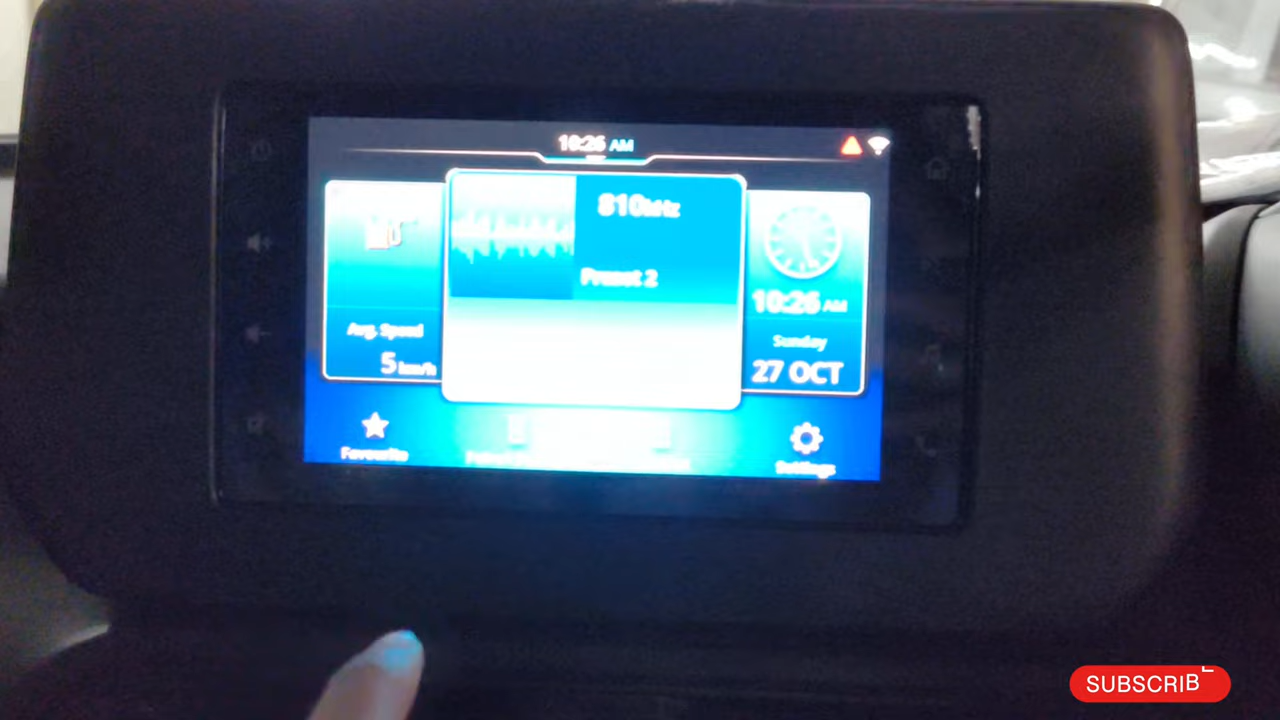 10:26 AM
810kHz
Preset 2
Avg. Speed
5 km/h
10:26 AM
Sunday
27 OCT
Favourite
Settings
SUBSCRIB